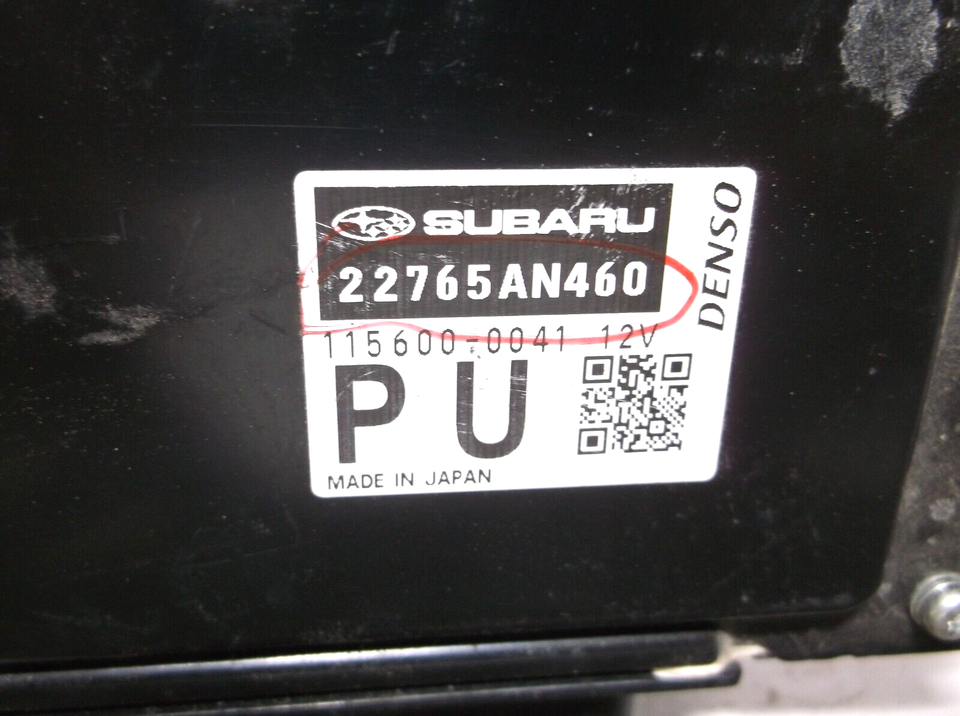 SUBARU
22765AN460
115600-0041 12V
PU
MADE IN JAPAN
DENSO